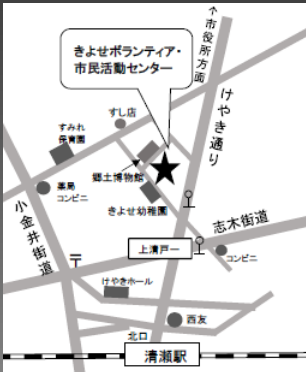 きよせボランティア・
市民活動センター
↑市役所方面
けやき通り
すし店
すみれ
保育園
郷土博物館
薬局
コンビニ
きよせ幼稚園
小金井街道
志木街道
上清戸一
コンビニ
〒
けやきホール
西友
北口
清瀬駅